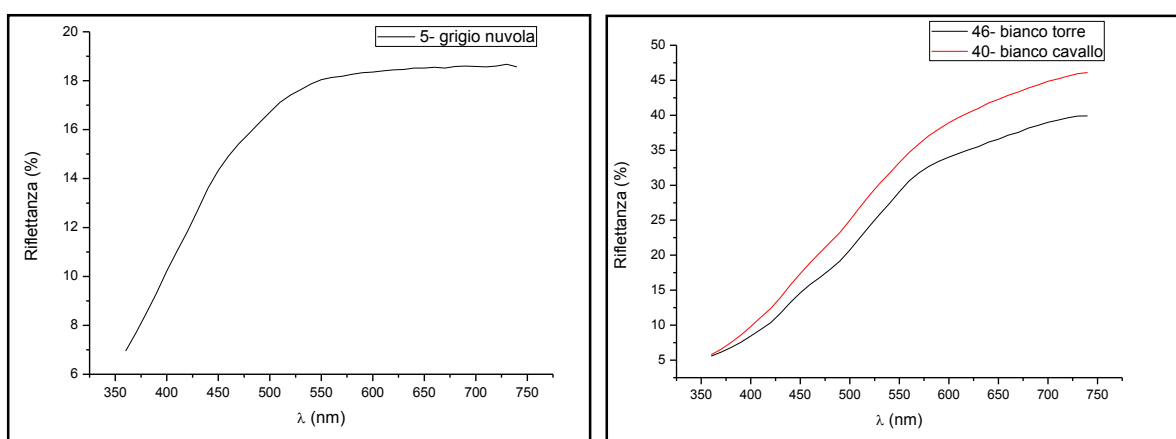 5- grigio nuvola
20
18
16
14
12
10
8
6
Riflettanza (%)
350 400 450 500 550 600 650 700 750
λ (nm)
46- bianco torre
40- bianco cavallo
50
45
40
35
30
25
20
15
10
5
Riflettanza (%)
350 400 450 500 550 600 650 700 750
λ (nm)